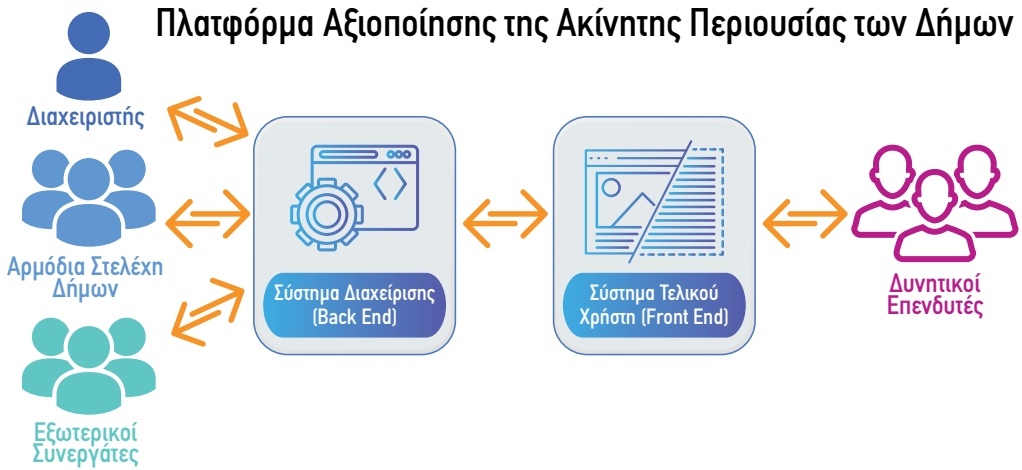 Πλατφόρμα Αξιοποίησης της Ακίνητης Περιουσίας των Δήμων
Διαχειριστής
Αρμόδια Στελέχη
Δήμων
Εξωτερικοί
Συνεργάτες
Σύστημα Διαχείρισης
(Back End)
Σύστημα Τελικού
Χρήστη (Front End)
Δυνητικοί
Επενδυτές